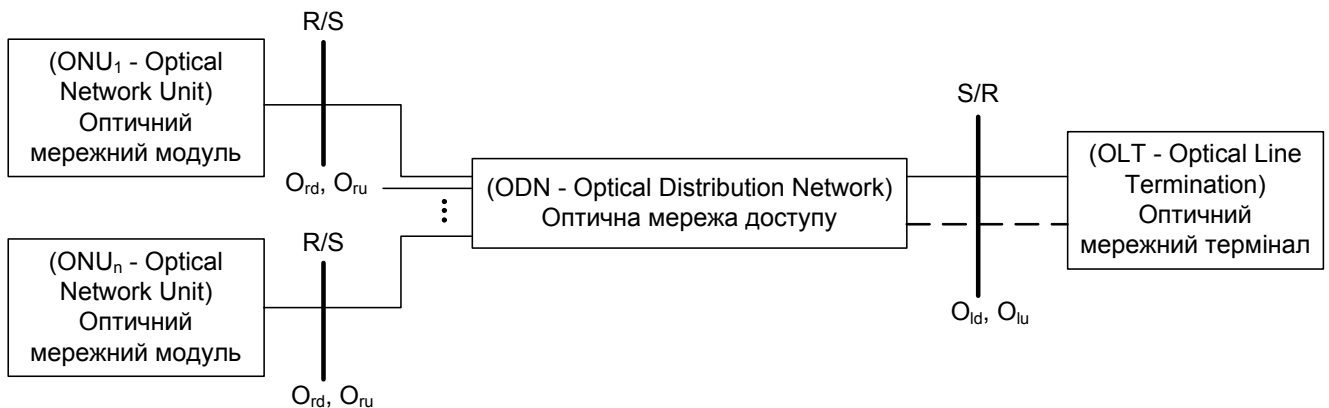 R/S
(ONU₁ - Optical
Network Unit)
Оптичний
мережний модуль
Oᵣd, Oᵣᵤ
R/S
(ONUₙ - Optical
Network Unit)
Оптичний
мережний модуль
Oᵣd, Oᵣᵤ
(ODN - Optical Distribution Network)
Оптична мережа доступу
S/R
Old, Olu
(OLT - Optical Line
Termination)
Оптичний
мережний термінал